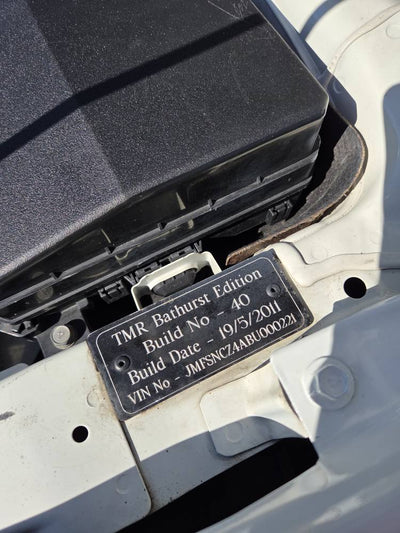 TMR Bathurst Edition
Build No - 40
Build Date - 19/5/2011
VIN No - JMFSNCZ4ABU000221